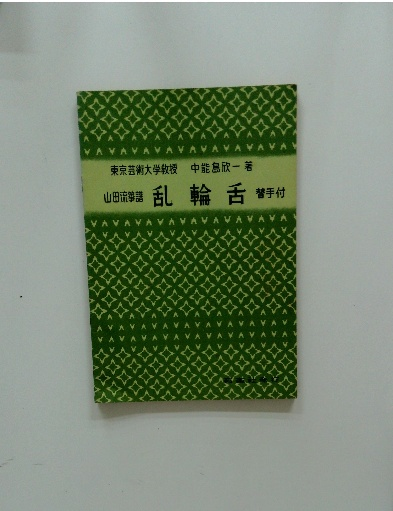 東京芸術大学教授 中能島欣一著
山田流箏譜 乱輪舌 替手付